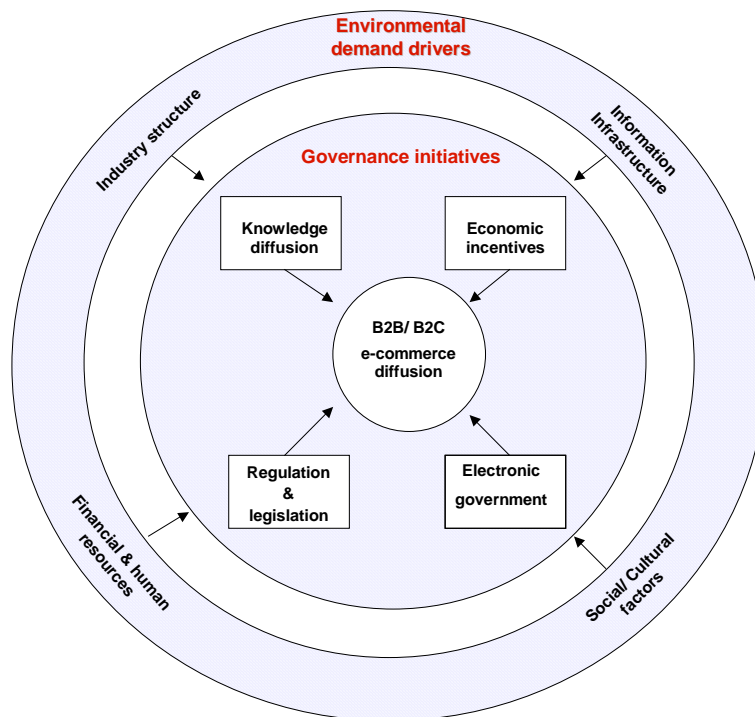 Environmental
demand drivers
Industry structure
Information
Infrastructure
Governance initiatives
Knowledge
diffusion
Economic
incentives
B2B/ B2C
e-commerce
diffusion
Regulation
&
legislation
Electronic
government
Financial & human
resources
Social/ Cultural
factors